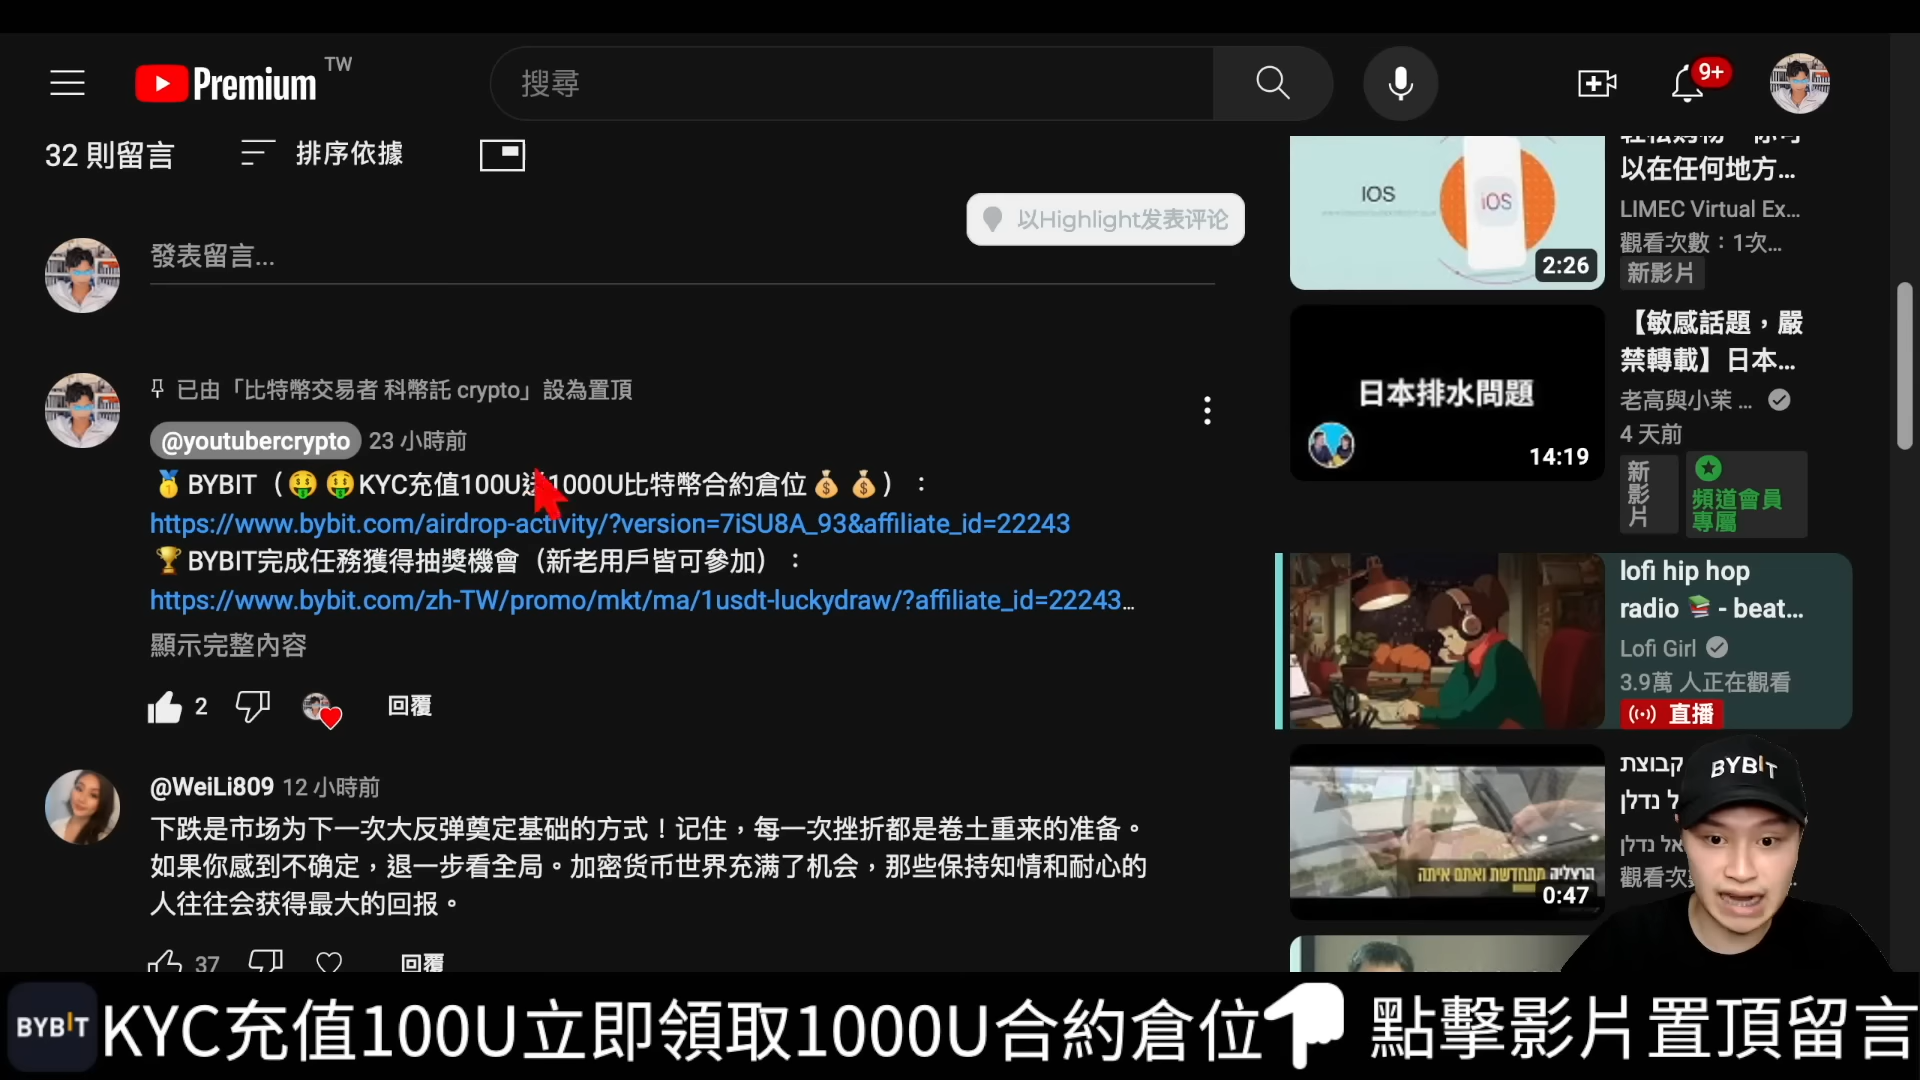 Premium TW
搜尋
9+
32 則留言
排序依據
以Highlight发表评论
發表留言...
已由「比特幣交易者 科幣託 crypto」設為置頂
@youtubercrypto 23 小時前
BYBIT（KYC充值100U送1000U比特幣合約倉位）：
https://www.bybit.com/airdrop-activity/?version=7iSU8A_93&affiliate_id=22243
BYBIT完成任務獲得抽獎機會（新老用戶皆可參加）：
https://www.bybit.com/zh-TW/promo/mkt/ma/1usdt-luckydraw/?affiliate_id=22243...
顯示完整內容
2
回覆
@WeiLi809 12 小時前
下跌是市场为下一次大反弹奠定基础的方式！记住，每一次挫折都是卷土重来的准备。
如果你感到不确定，退一步看全局。加密货币世界充满了机会，那些保持知情和耐心的
人往往会获得最大的回报。
37
回覆
IOS
iOS
2:26
以在任何地方...
LIMEC Virtual Ex...
觀看次數：1次...
新影片
日本排水問題
14:19
【敏感話題，嚴
禁轉載】日本...
老高與小茉 ...
4 天前
新影片
頻道會員
專屬
lofi hip hop
radio - beat...
Lofi Girl
3.9萬 人正在觀看
直播
הרצליה מתחדשת ואתם איתה
0:47
קבוצת
ל נדלן
אל נדלן
觀看次
BYBIT
BYBIT
KYC充值100U立即領取1000U合約倉位
點擊影片置頂留言